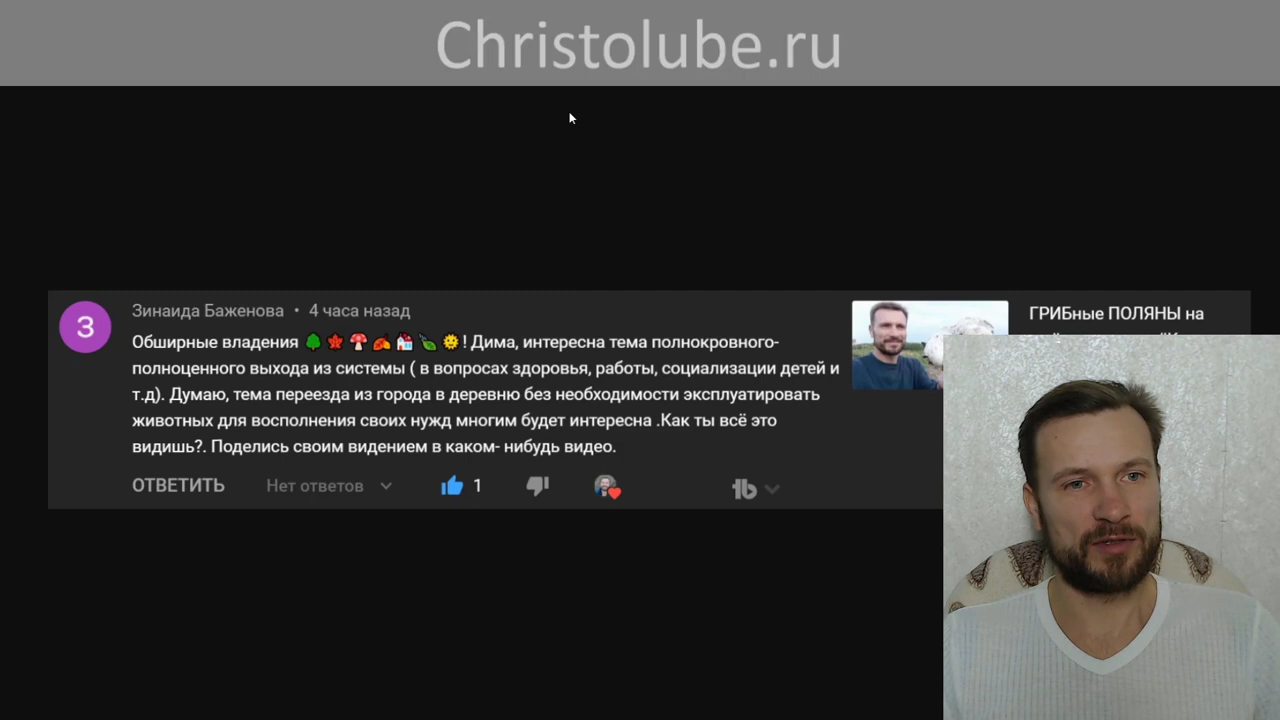 Christolube.ru
З
Зинаида Баженова • 4 часа назад
Обширные владения 🌳🌺🍄🍂🏠🍃🌞! Дима, интересна тема полнокровного-
полноценного выхода из системы ( в вопросах здоровья, работы, социализации детей и
т.д). Думаю, тема переезда из города в деревню без необходимости эксплуатировать
животных для восполнения своих нужд многим будет интересна .Как ты всё это
видишь?. Поделись своим видением в каком- нибудь видео.
ОТВЕТИТЬ Нет ответов 1
ГРИБные ПОЛЯНЫ на